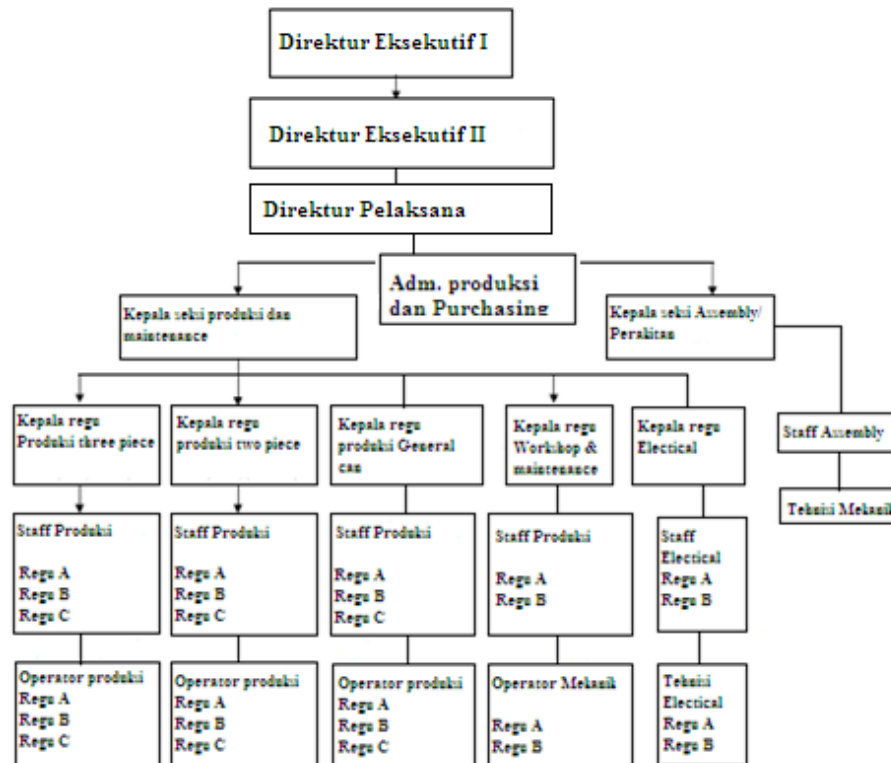 Direktur Eksekutif I
Direktur Eksekutif II
Direktur Pelaksana
Adm. produksi
dan Purchasing
Kepala seksi produksi dan
maintenance
Kepala seksi Assembly/
Perakitan
Kepala regu
Produksi three piece
Kepala regu
produksi two piece
Kepala regu
produksi General
can
Kepala regu
Workshop &
maintenance
Kepala regu
Electical
Staff Assembly
Tehnisi Mekanik
Staff Produksi
Regu A
Regu B
Regu C
Staff Produksi
Regu A
Regu B
Regu C
Staff Produksi
Regu A
Regu B
Regu C
Staff Produksi
Regu A
Regu B
Staff
Electical
Regu A
Regu B
Operator produksi
Regu A
Regu B
Regu C
Operator produksi
Regu A
Regu B
Regu C
Operator produksi
Regu A
Regu B
Regu C
Operator Mekanik
Regu A
Regu B
Tehnisi
Electical
Regu A
Regu B